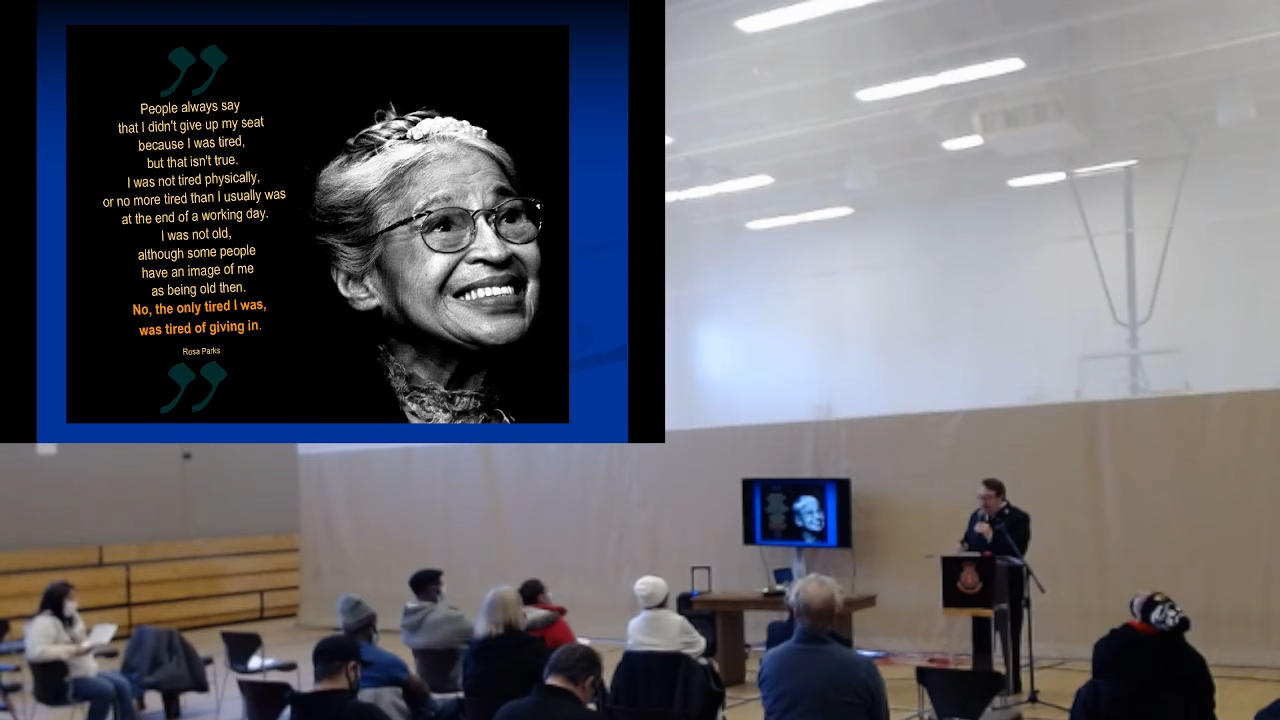 People always say
that I didn't give up my seat
because I was tired,
but that isn't true.
I was not tired physically,
or no more tired than I usually was
at the end of a working day.
I was not old,
although some people
have an image of me
as being old then.
No, the only tired I was,
was tired of giving in.
Rosa Parks